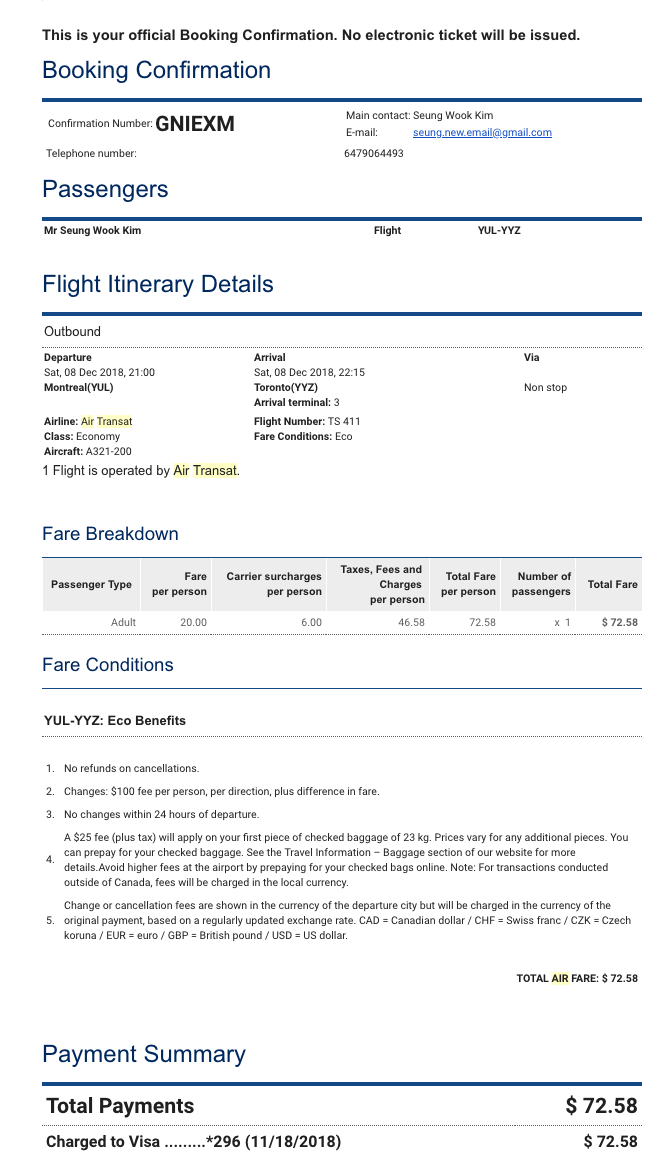 This is your official Booking Confirmation. No electronic ticket will be issued.
Booking Confirmation
Confirmation Number: GNIEXM
Main contact: Seung Wook Kim
E-mail: seung.new.email@gmail.com
Telephone number: 6479064493
Passengers
Mr Seung Wook Kim Flight YUL-YYZ
Flight Itinerary Details
Outbound
Departure Arrival Via
Sat, 08 Dec 2018, 21:00 Sat, 08 Dec 2018, 22:15
Montreal(YUL) Toronto(YYZ) Non stop
Arrival terminal: 3
Airline: Air Transat Flight Number: TS 411
Class: Economy Fare Conditions: Eco
Aircraft: A321-200
1 Flight is operated by Air Transat.
Fare Breakdown
Passenger Type Fare per person Carrier surcharges per person Taxes, Fees and Charges per person Total Fare per person Number of passengers Total Fare
Adult 20.00 6.00 46.58 72.58 x 1 $ 72.58
Fare Conditions
YUL-YYZ: Eco Benefits
1. No refunds on cancellations.
2. Changes: $100 fee per person, per direction, plus difference in fare.
3. No changes within 24 hours of departure.
4. A $25 fee (plus tax) will apply on your first piece of checked baggage of 23 kg. Prices vary for any additional pieces. You
can prepay for your checked baggage. See the Travel Information – Baggage section of our website for more
details.Avoid higher fees at the airport by prepaying for your checked bags online. Note: For transactions conducted
outside of Canada, fees will be charged in the local currency.
5. Change or cancellation fees are shown in the currency of the departure city but will be charged in the currency of the
original payment, based on a regularly updated exchange rate. CAD = Canadian dollar / CHF = Swiss franc / CZK = Czech
koruna / EUR = euro / GBP = British pound / USD = US dollar.
TOTAL AIR FARE: $ 72.58
Payment Summary
Total Payments $ 72.58
Charged to Visa .........*296 (11/18/2018) $ 72.58